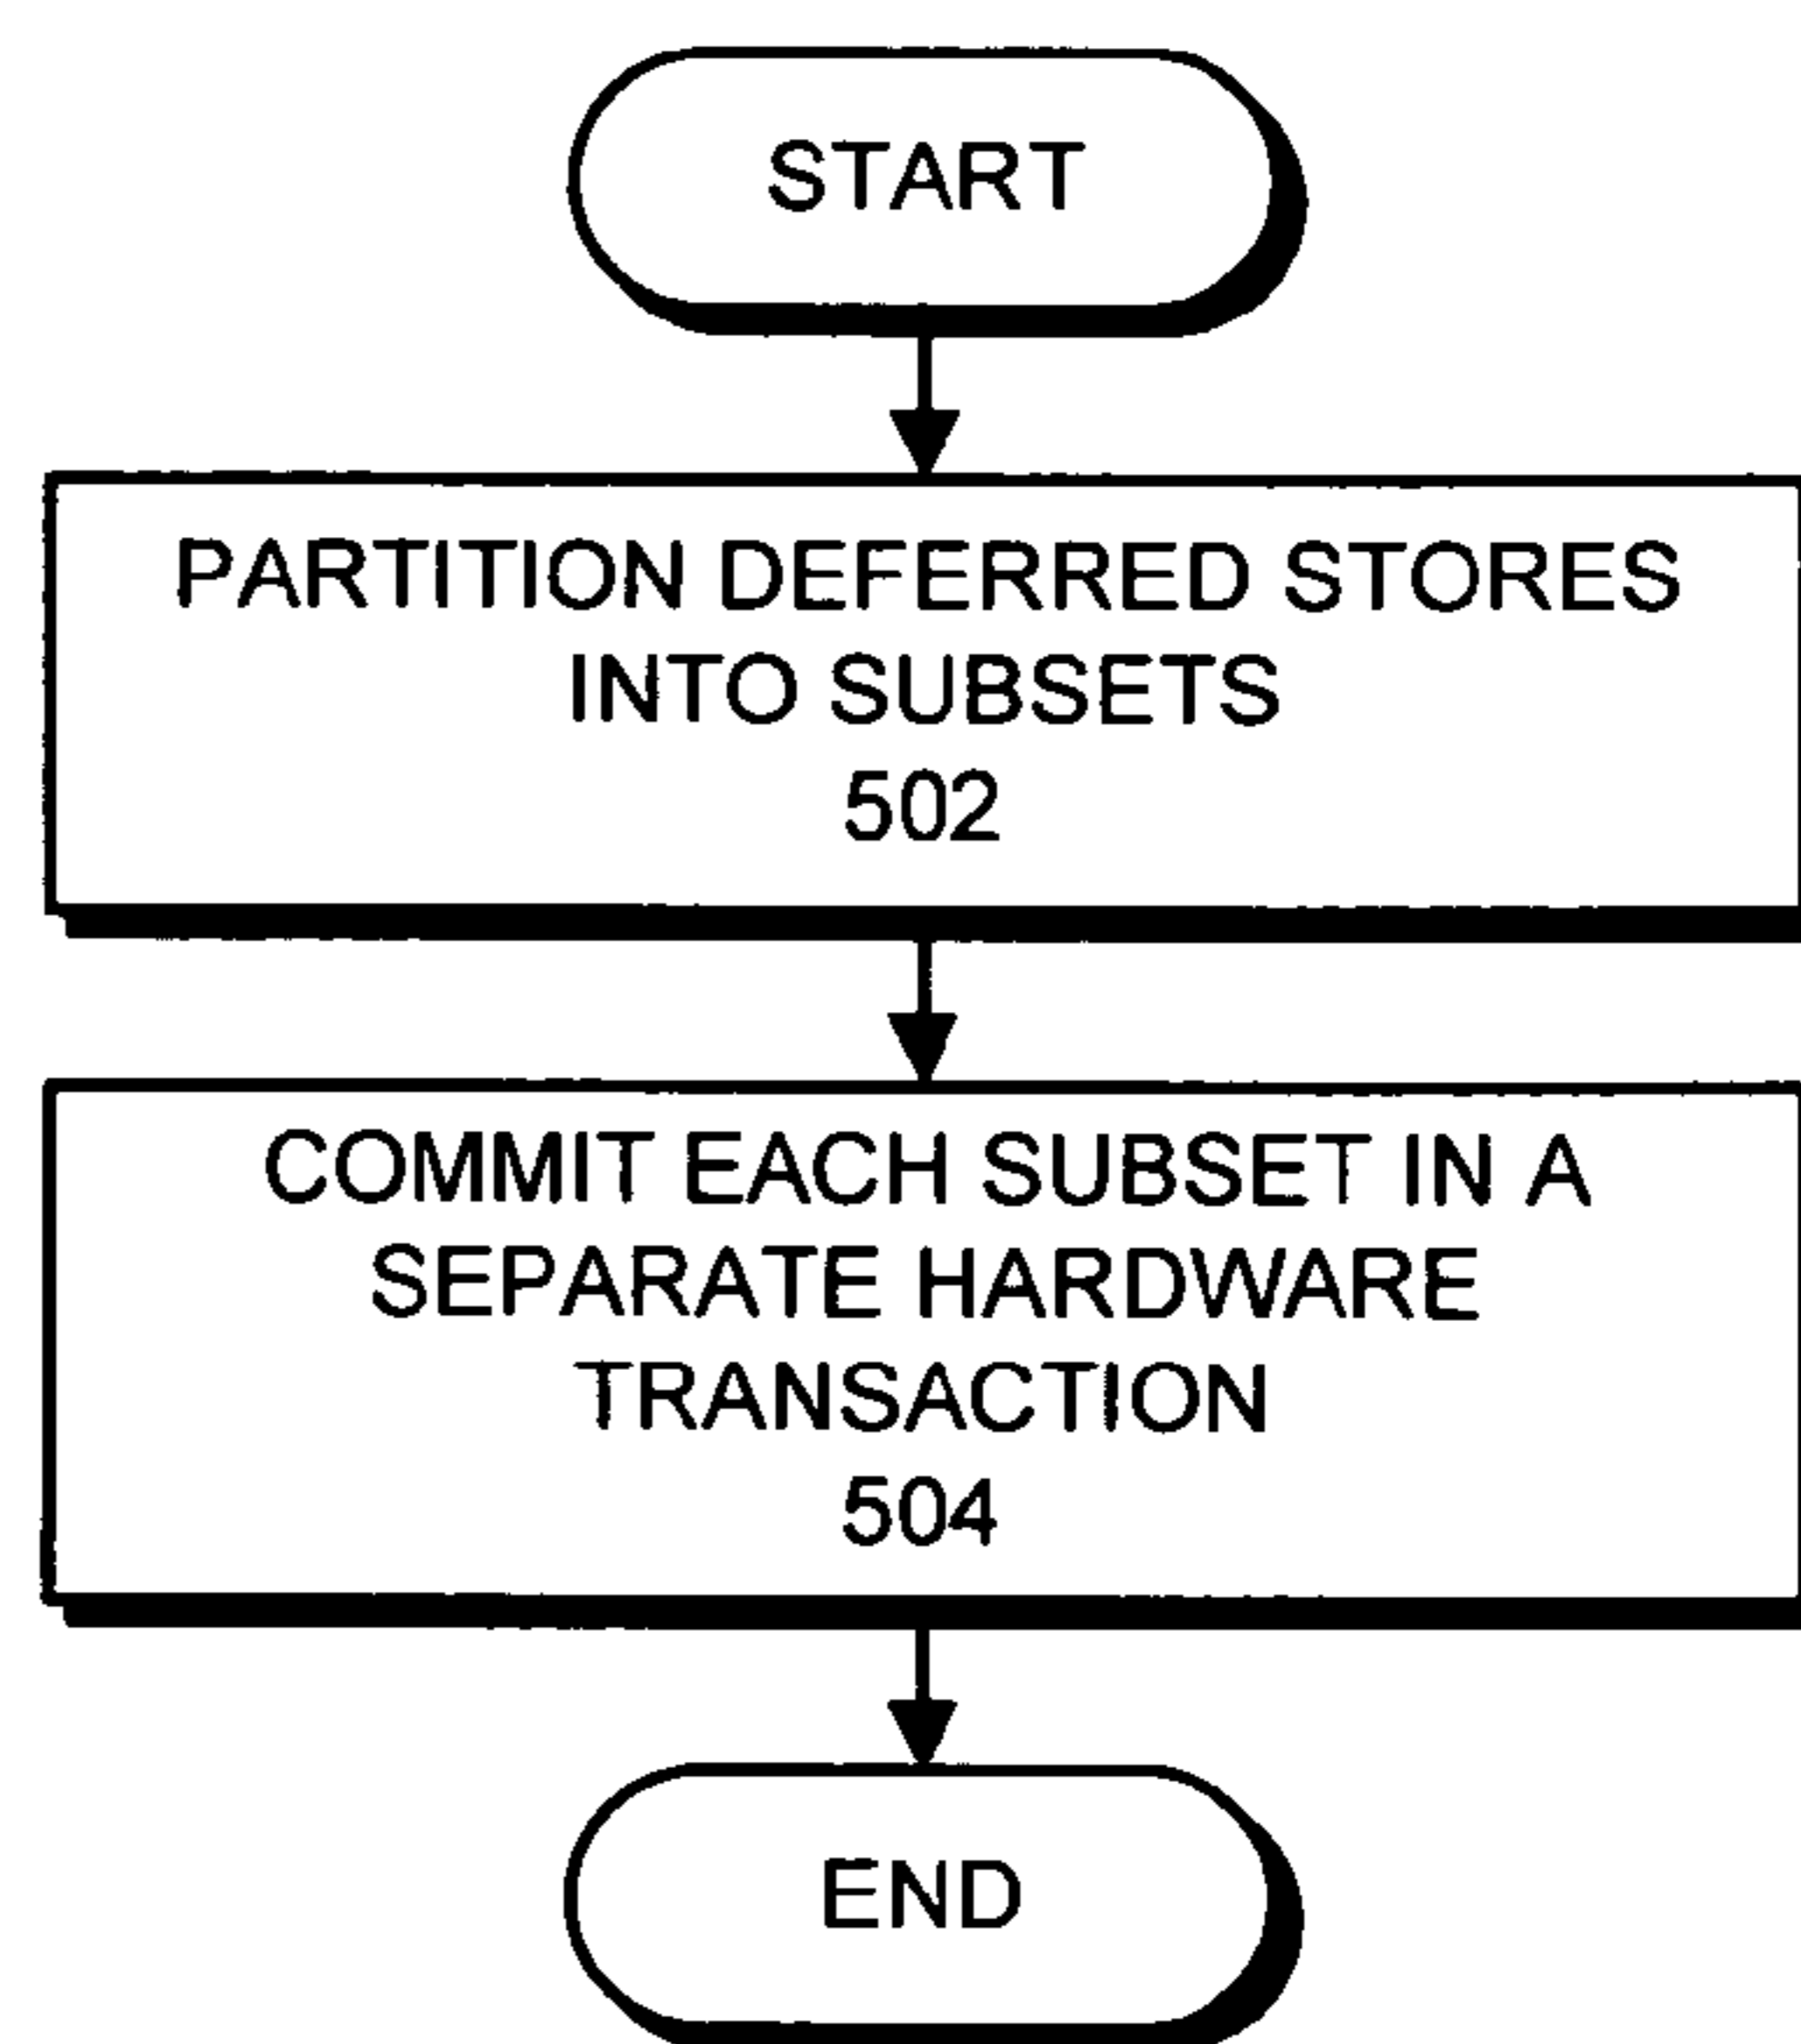 START
PARTITION DEFERRED STORES
INTO SUBSETS
502
COMMIT EACH SUBSET IN A
SEPARATE HARDWARE
TRANSACTION
504
END